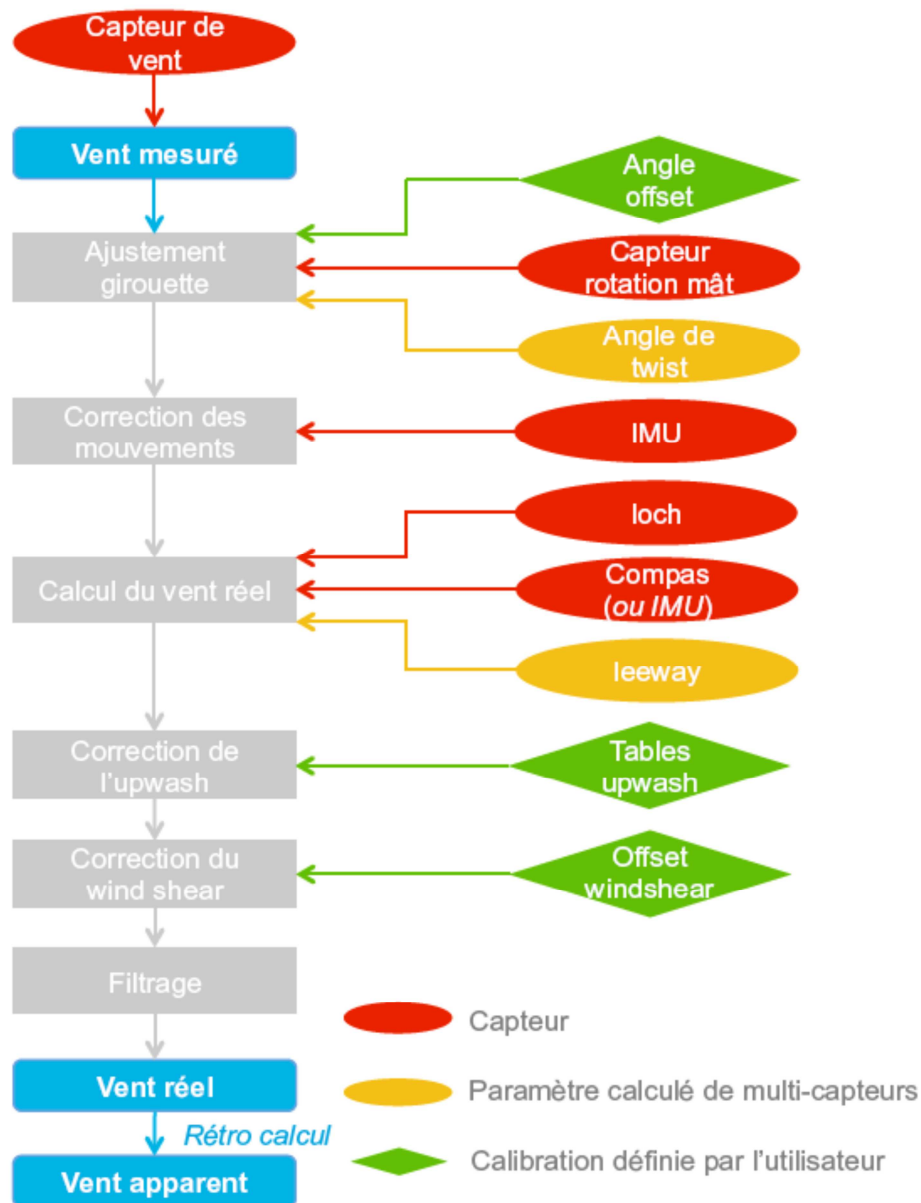 Capteur de
vent
Vent mesuré
Angle
offset
Ajustement
girouette
Capteur
rotation mât
Angle de
twist
Correction des
mouvements
IMU
loch
Calcul du vent réel
Compas
(ou IMU)
leeway
Correction de
l'upwash
Tables
upwash
Correction du
wind shear
Offset
windshear
Filtrage
Capteur
Vent réel
Paramètre calculé de multi-capteurs
Rétro calcul
Vent apparent
Calibration définie par l'utilisateur